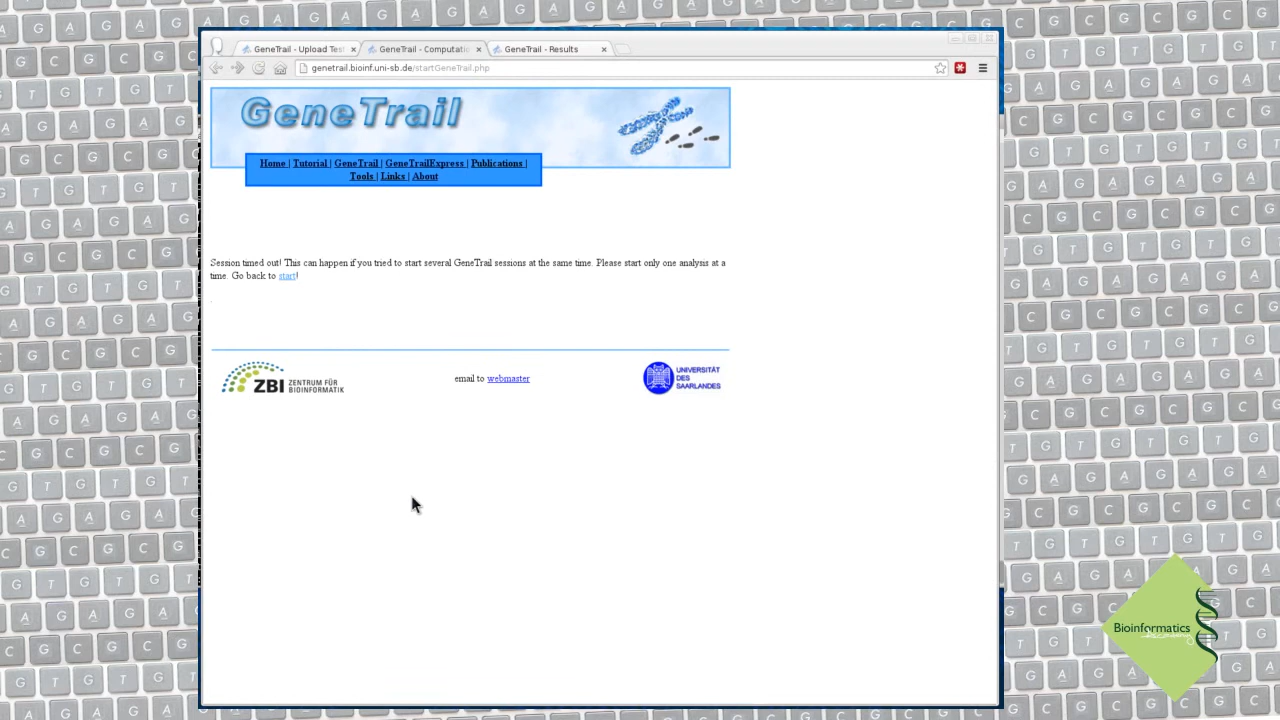 GeneTrail - Upload Test
GeneTrail - Computatio
GeneTrail - Results
genetrail.bioinf.uni-sb.de/startGeneTrail.php
GeneTrail
Home | Tutorial | GeneTrail | GeneTrailExpress | Publications |
Tools | Links | About
Session timed out! This can happen if you tried to start several GeneTrail sessions at the same time. Please start only one analysis at a
time. Go back to start!
ZBI ZENTRUM FÜR
BIOINFORMATIK
email to webmaster
UNIVERSITÄT
DES
SAARLANDES
Bioinformatics